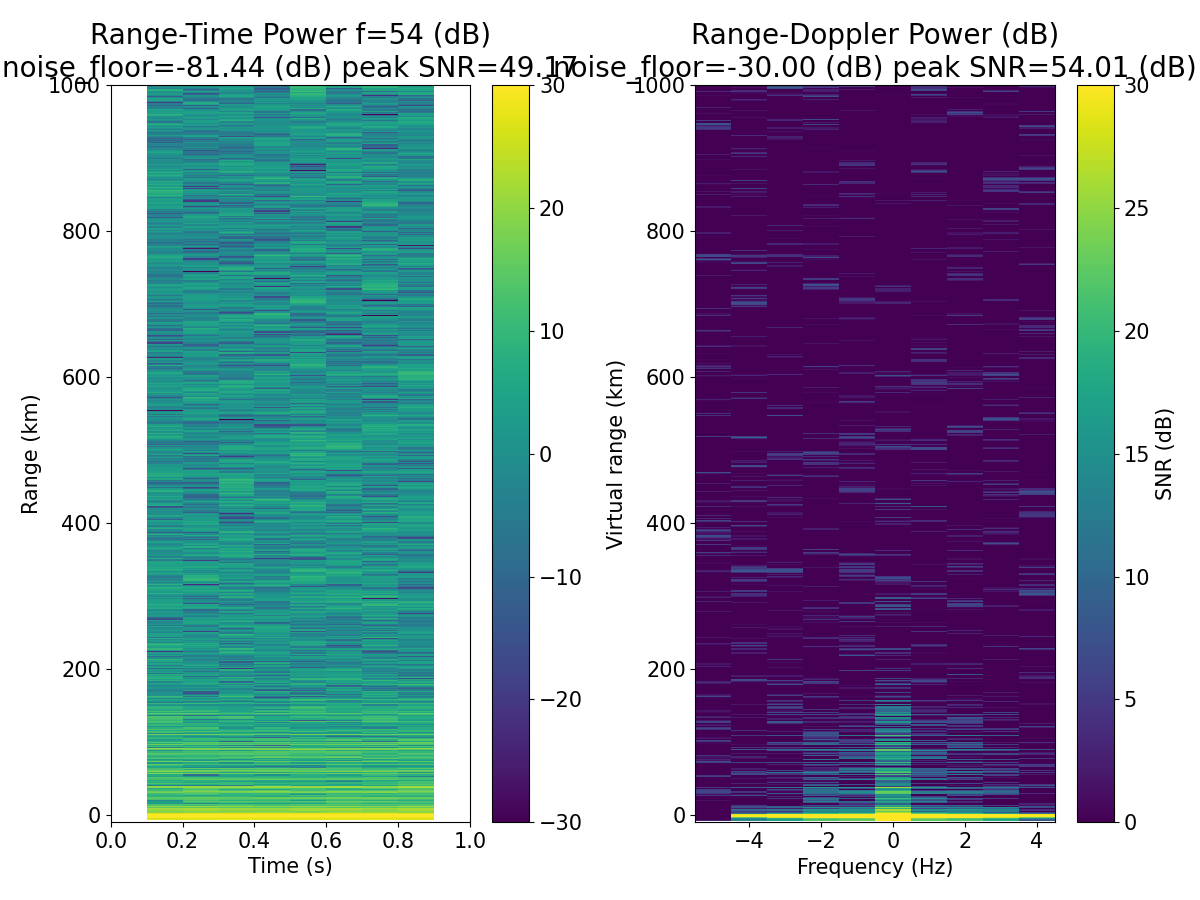 Range-Time Power f=54 (dB)
noise_floor=-81.44 (dB) peak SNR=49.17
Range-Doppler Power (dB)
noise_floor=-30.00 (dB) peak SNR=54.01 (dB)
1000
800
600
400
200
0
Range (km)
0.0 0.2 0.4 0.6 0.8 1.0
Time (s)
30
20
10
0
−10
−20
−30
1000
800
600
400
200
0
Virtual range (km)
−4 −2 0 2 4
Frequency (Hz)
30
25
20
15
10
5
0
SNR (dB)